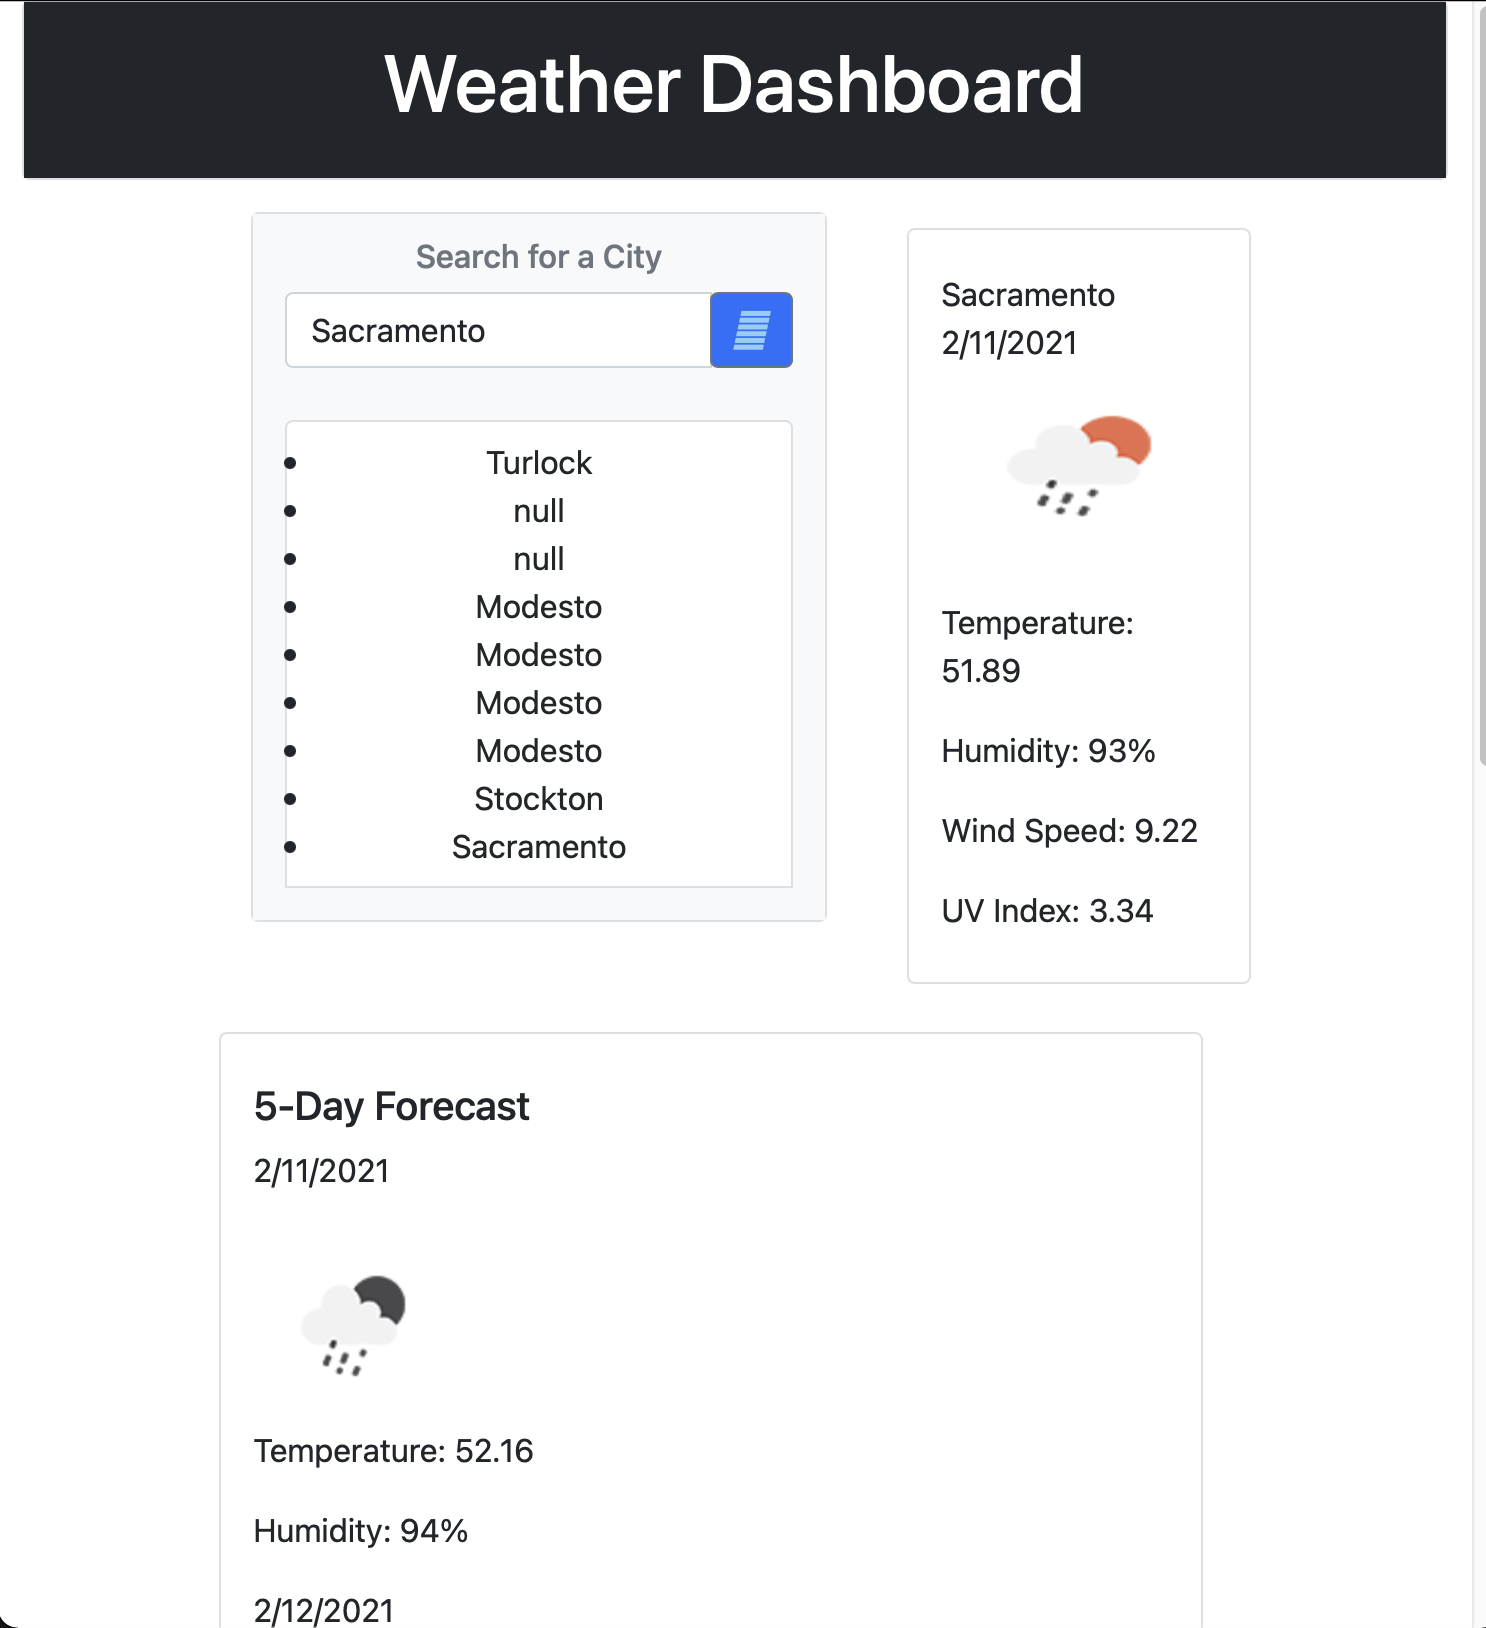 Weather Dashboard
Search for a City
Sacramento
Turlock
null
null
Modesto
Modesto
Modesto
Modesto
Stockton
Sacramento
Sacramento
2/11/2021
Temperature:
51.89
Humidity: 93%
Wind Speed: 9.22
UV Index: 3.34
5-Day Forecast
2/11/2021
Temperature: 52.16
Humidity: 94%
2/12/2021